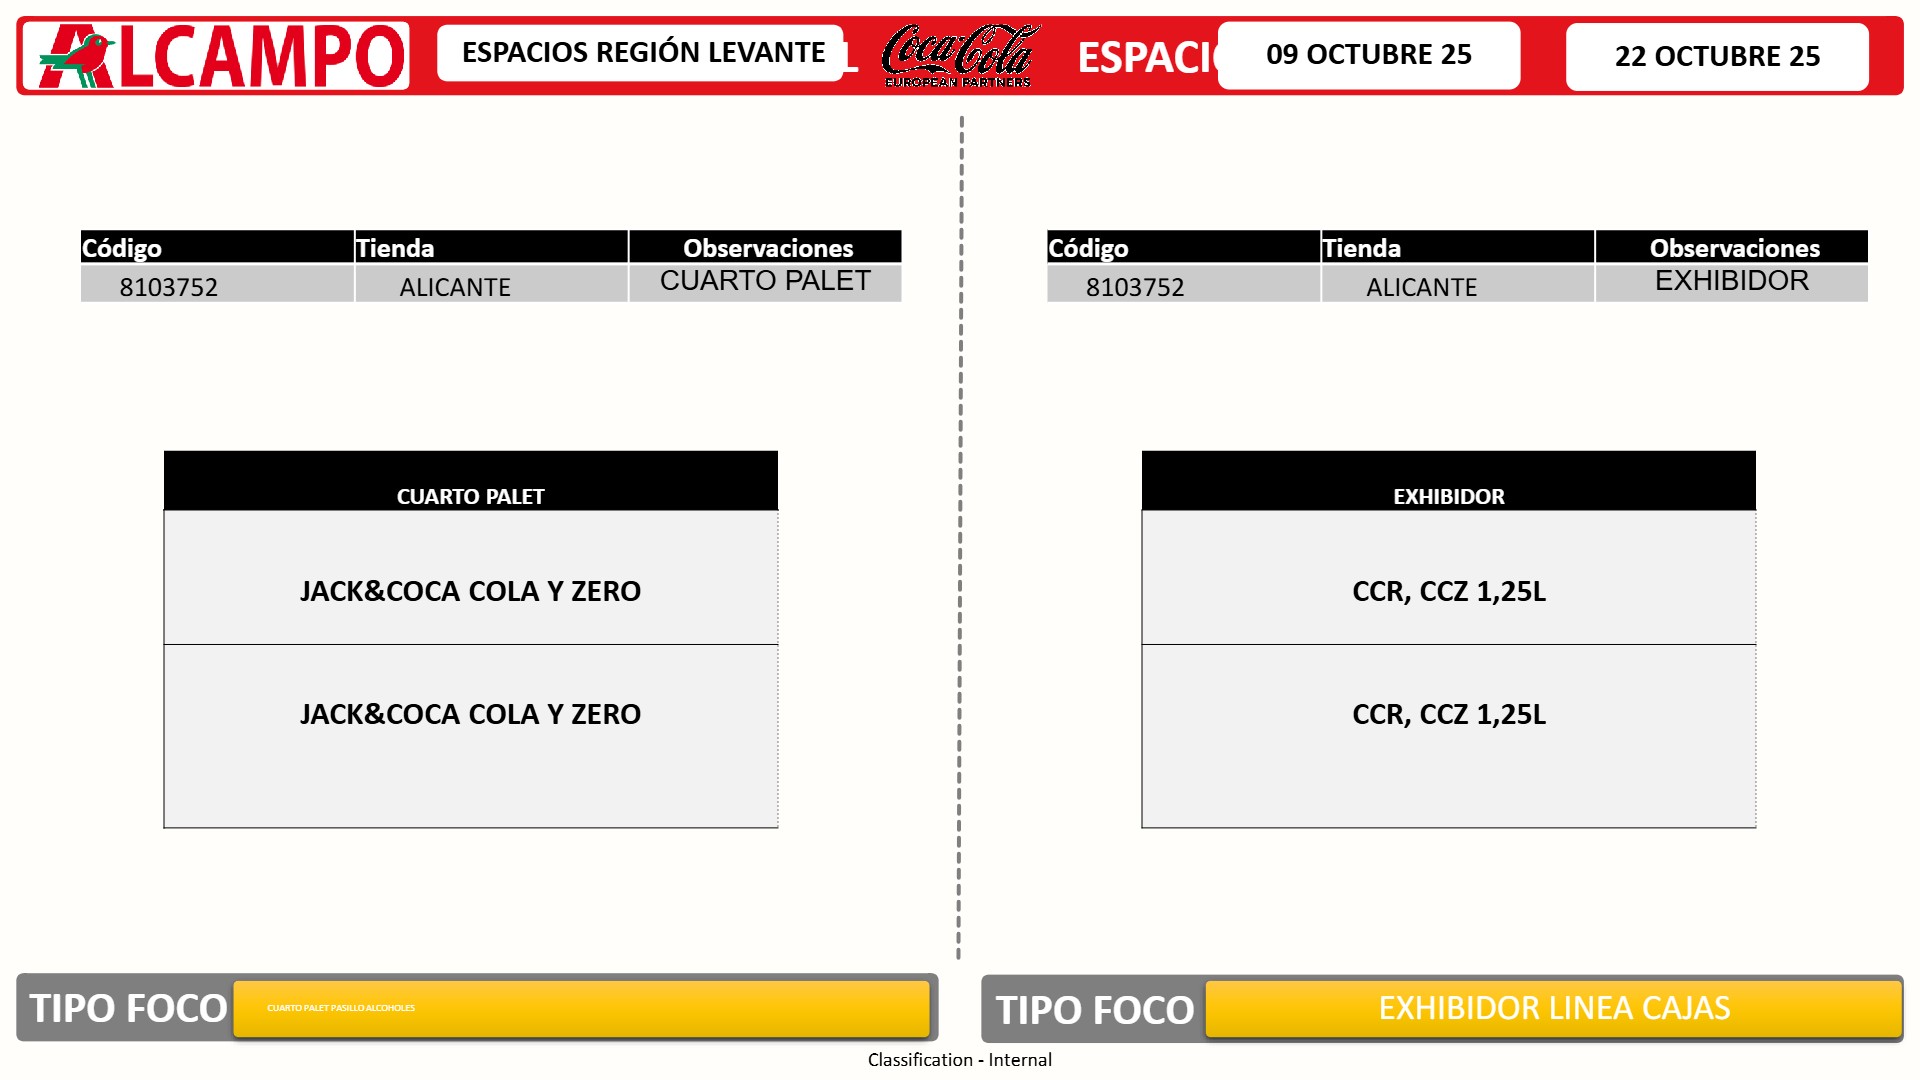 ALCAMPO
ESPACIOS REGIÓN LEVANTE
L
Coca-Cola
EUROPEAN PARTNERS
ESPACI
09 OCTUBRE 25
22 OCTUBRE 25
Código Tienda Observaciones
8103752 ALICANTE CUARTO PALET
Código Tienda Observaciones
8103752 ALICANTE EXHIBIDOR
CUARTO PALET
JACK&COCA COLA Y ZERO
JACK&COCA COLA Y ZERO
EXHIBIDOR
CCR, CCZ 1,25L
CCR, CCZ 1,25L
TIPO FOCO
CUARTO PALET PASILLO ALCOHOLES
TIPO FOCO
EXHIBIDOR LINEA CAJAS
Classification - Internal